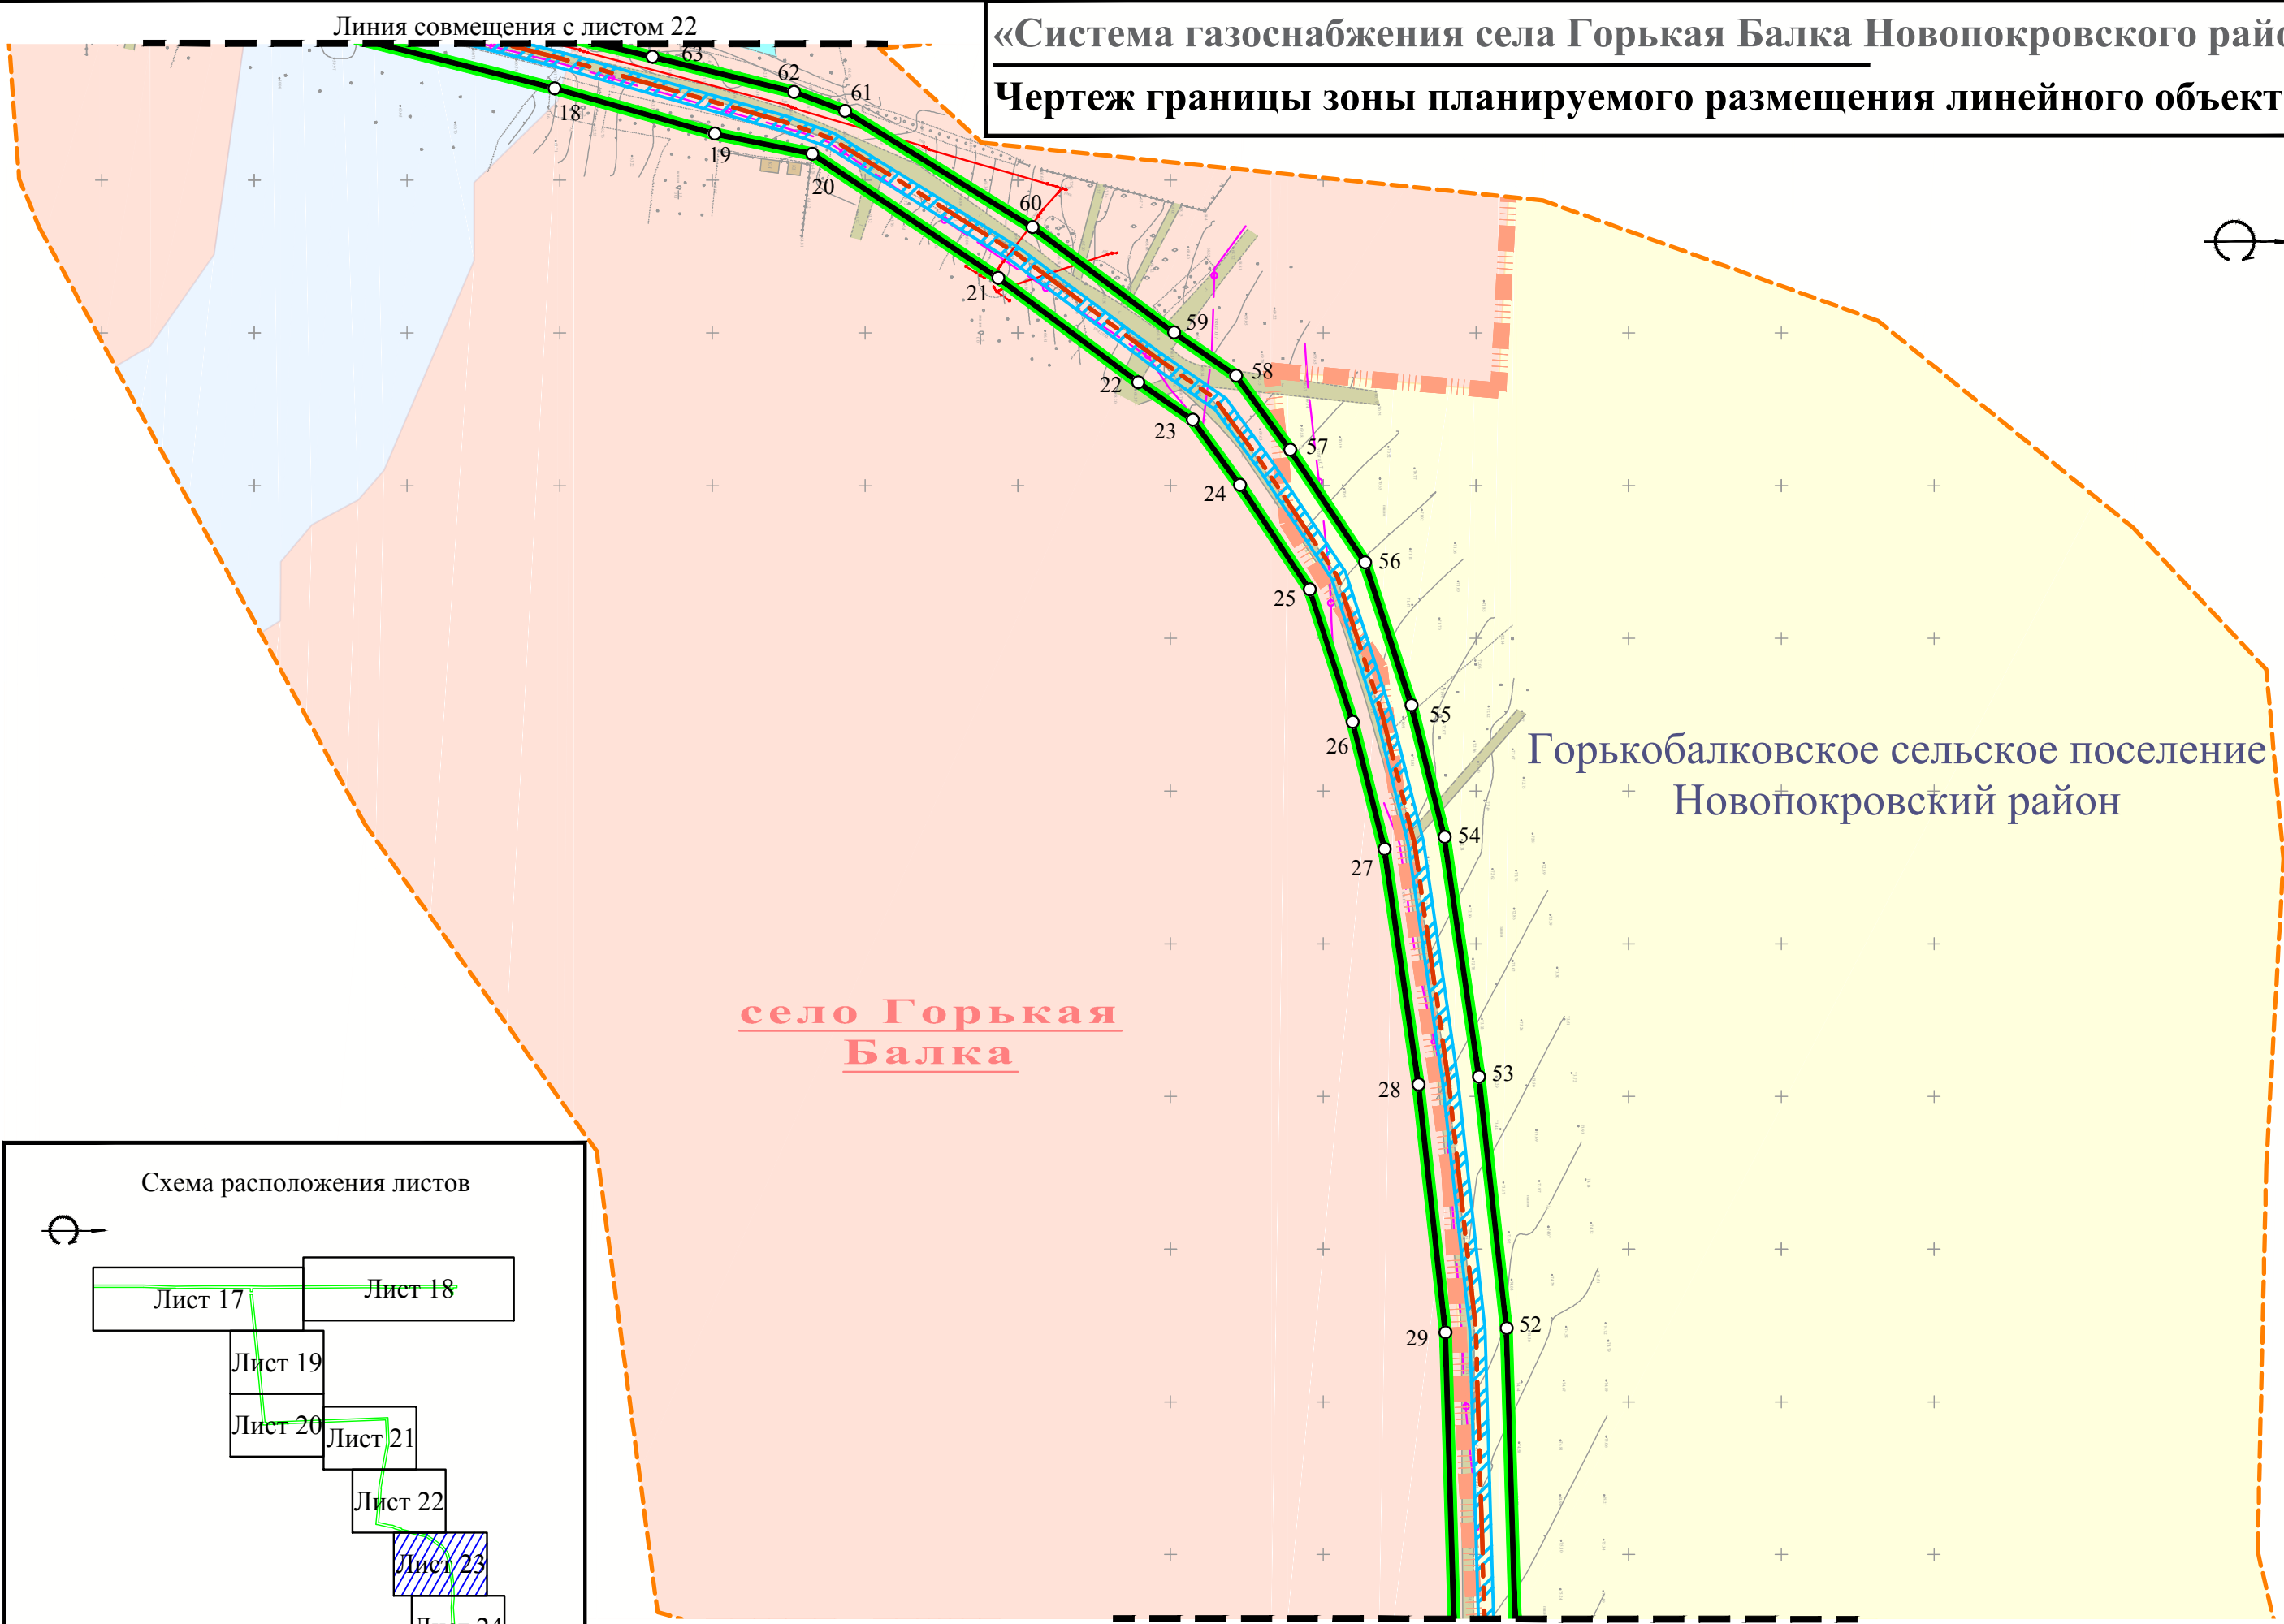 Линия совмещения с листом 22
«Система газоснабжения села Горькая Балка Новопокровского
Чертеж границы зоны планируемого размещения линейного
63
62
61
18
19
20
60
21
59
58
22
23
57
24
56
25
55
26
54
27
Горькобалковское сельское поселение
Новопокровский район
село Горькая
Балка
28
53
29
52
Схема расположения листов
Лист 17
Лист 18
Лист 19
Лист 20
Лист 21
Лист 22
Лист 23
Лист 24